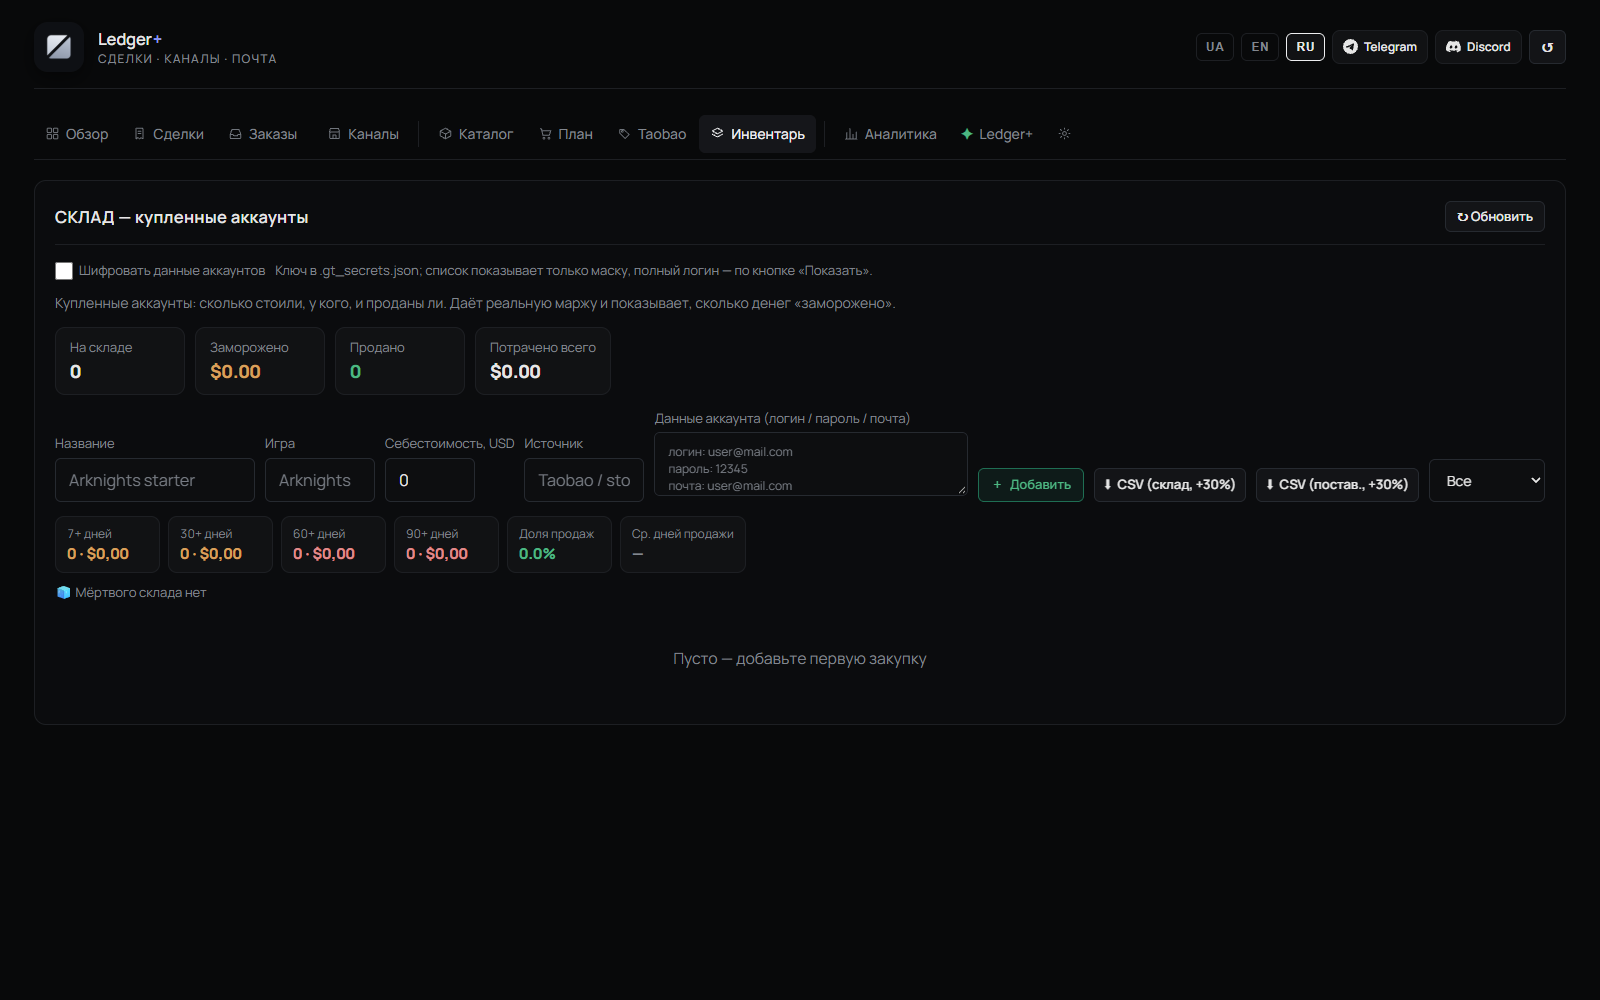 Ledger+
СДЕЛКИ · КАНАЛЫ · ПОЧТА
UA EN RU Telegram Discord ↺
Обзор Сделки Заказы Каналы Каталог План Taobao Инвентарь Аналитика Ledger+
СКЛАД — купленные аккаунты
↻ Обновить
Шифровать данные аккаунтов Ключ в .gt_secrets.json; список показывает только маску, полный логин — по кнопке «Показать».
Купленные аккаунты: сколько стоили, у кого, и проданы ли. Даёт реальную маржу и показывает, сколько денег «заморожено».
На складе Заморожено Продано Потрачено всего
0 $0.00 0 $0.00
Данные аккаунта (логин / пароль / почта)
Название Игра Себестоимость, USD Источник
логин: user@mail.com
пароль: 12345
почта: user@mail.com
Arknights starter Arknights 0 Taobao / sto + Добавить ⬇ CSV (склад, +30%) ⬇ CSV (постав., +30%) Все
7+ дней 30+ дней 60+ дней 90+ дней Доля продаж Ср. дней продажи
0 · $0,00 0 · $0,00 0 · $0,00 0 · $0,00 0.0% —
🧊 Мёртвого склада нет
Пусто — добавьте первую закупку